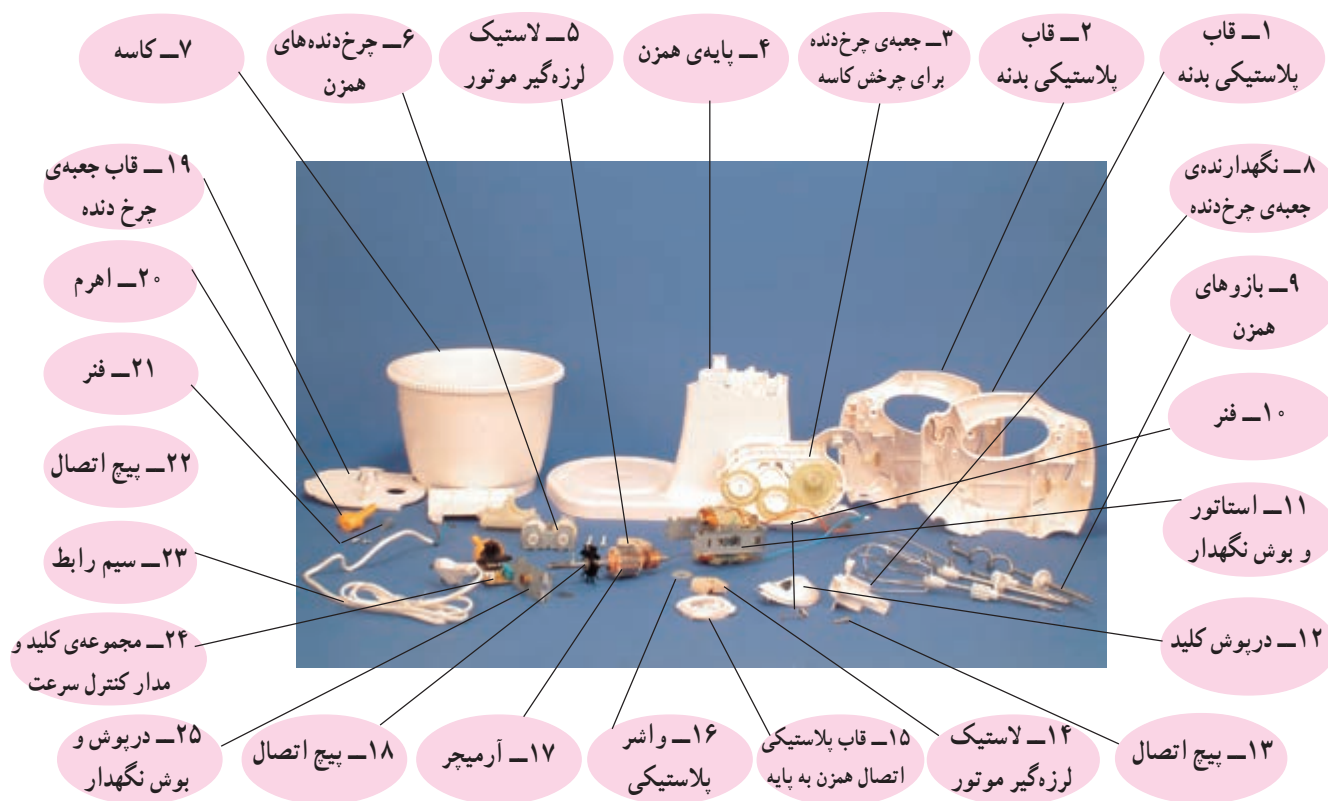 ۱ــ قاب
پلاستیکی بدنه
۲ــ قاب
پلاستیکی بدنه
۳ــ جعبه‌ی چرخ‌دنده
برای چرخش کاسه
۴ــ پایه‌ی همزن
۵ــ لاستیک
لرزه‌گیر موتور
۶ــ چرخ‌دنده‌های
همزن
۷ــ کاسه
۸ــ نگهدارنده‌ی
جعبه‌ی چرخ‌دنده
۹ــ بازوهای
همزن
۱۰ــ فنر
۱۱ــ استاتور
و بوش نگهدار
۱۲ــ درپوش کلید
۱۳ــ پیچ اتصال
۱۴ــ لاستیک
لرزه‌گیر موتور
۱۵ــ قاب پلاستیکی
اتصال همزن به پایه
۱۶ــ واشر
پلاستیکی
۱۷ــ آرمیچر
۱۸ــ پیچ اتصال
۱۹ــ قاب جعبه‌ی
چرخ دنده
۲۰ــ اهرم
۲۱ــ فنر
۲۲ــ پیچ اتصال
۲۳ــ سیم رابط
۲۴ــ مجموعه‌ی کلید و
مدار کنترل سرعت
۲۵ــ درپوش و
بوش نگهدار